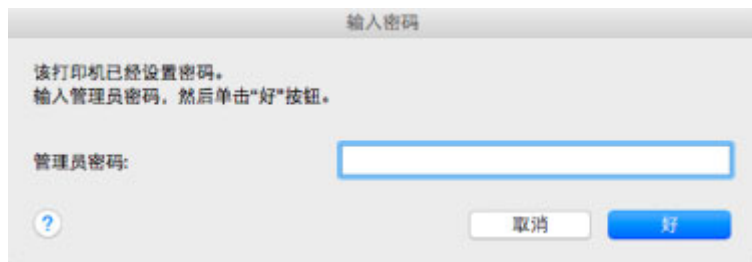 输入密码
该打印机已经设置密码。
输入管理员密码，然后单击“好”按钮。
管理员密码:
?
取消
好